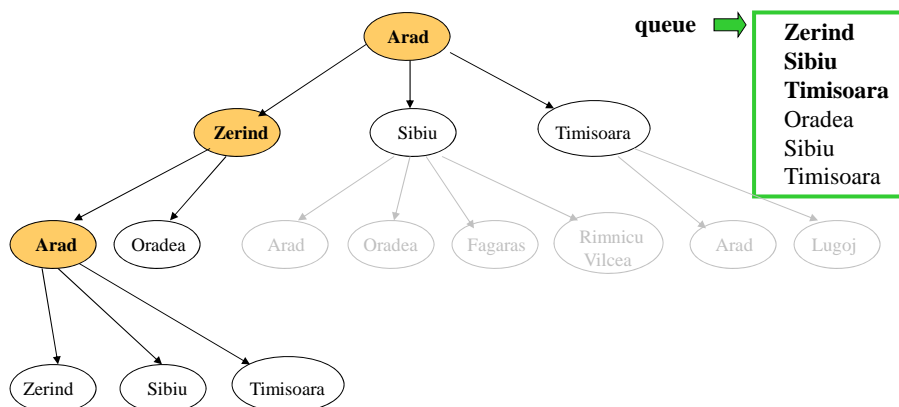 Arad
queue
Zerind
Sibiu
Timisoara
Oradea
Sibiu
Timisoara
Zerind
Sibiu
Timisoara
Arad
Oradea
Arad
Oradea
Fagaras
Rimnicu
Vilcea
Arad
Lugoj
Zerind
Sibiu
Timisoara